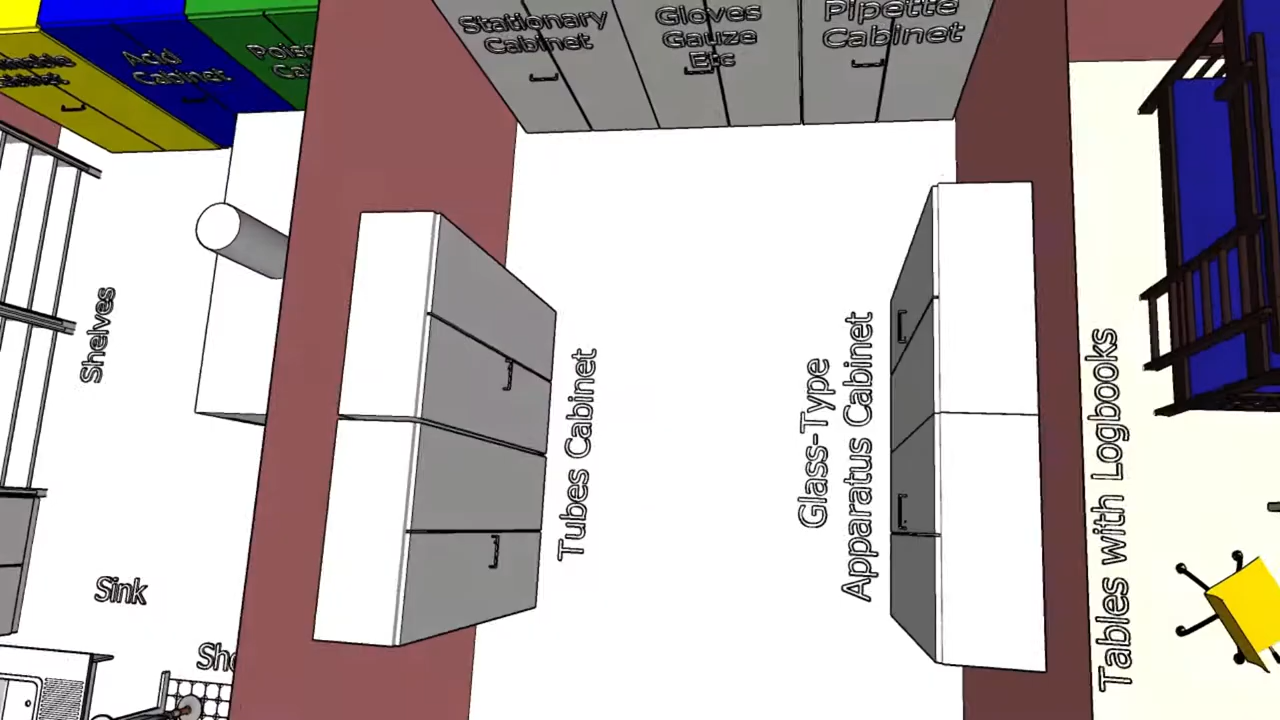 Acid
Cabinet
Stationary
Cabinet
Gloves
Gauze
Etc
Pipette
Cabinet
Shelves
Tubes Cabinet
Glass-Type
Apparatus Cabinet
Tables with Logbooks
Sink